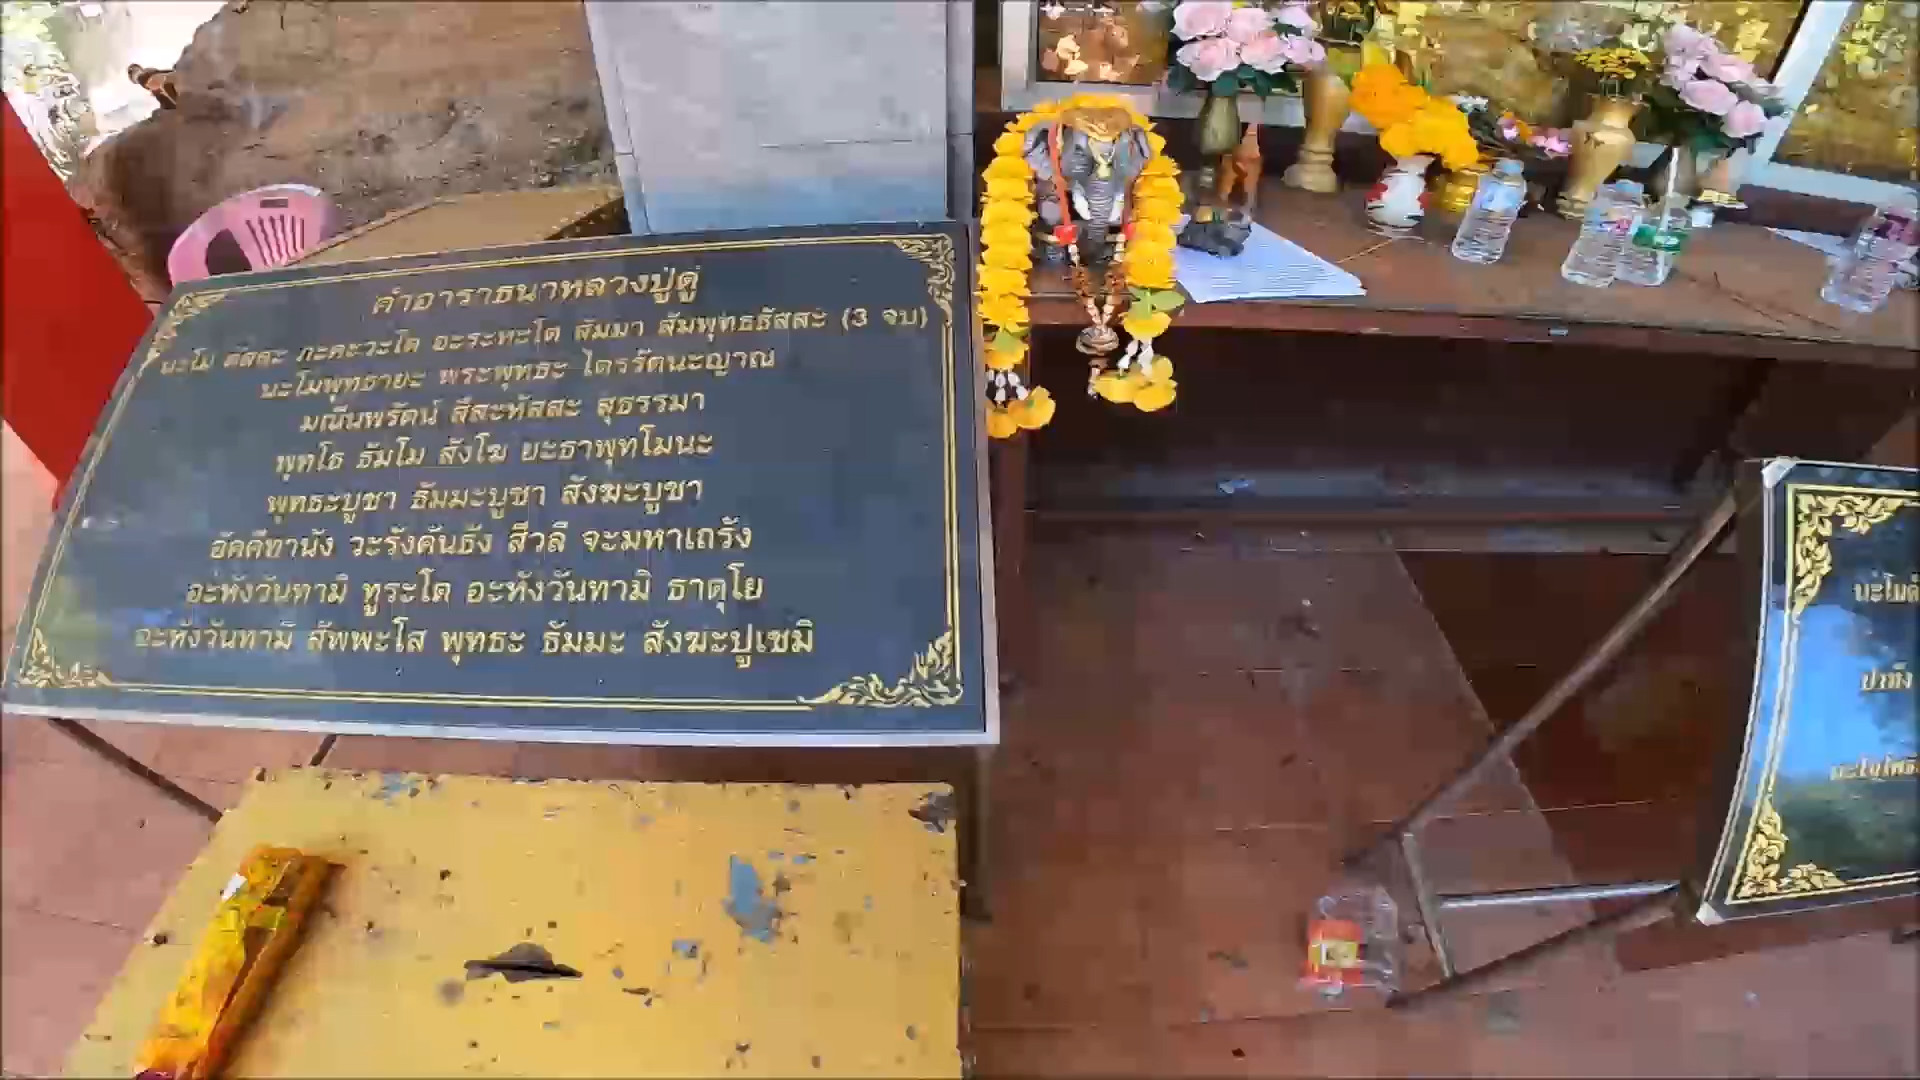 คำอาราธนาหลวงปู่ดู่
นะโม ตัสสะ ภะคะวะโต อะระหะโต สัมมา สัมพุทธธัสสะ (3 จบ)
นะโมพุทธายะ พระพุทธะ ไตรรัตนะญาณ
มณีนพรัตน์ สีสะหัสสะ สุธรรมา
พุทโธ ธัมโม สังโฆ ยะธาพุทโมนะ
พุทธะบูชา ธัมมะบูชา สังฆะบูชา
อัคคีทานัง วะรังคันธัง สีวลี จะมหาเถรัง
อะหังวันทามิ ทูระโต อะหังวันทามิ ธาตุโย
อะหังวันทามิ สัพพะโส พุทธะ ธัมมะ สังฆะปูเชมิ